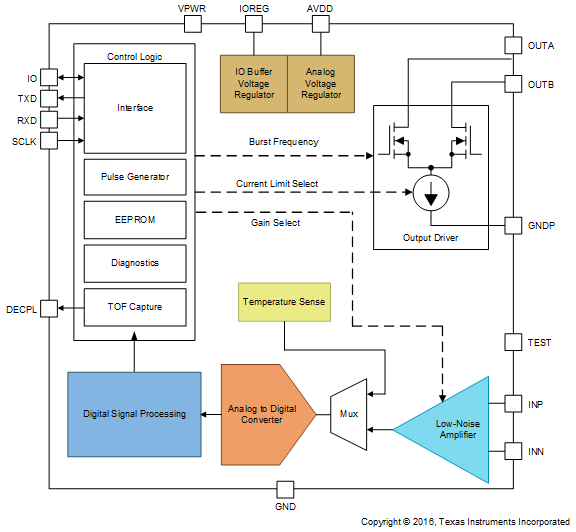 VPWR
IOREG
AVDD
Control Logic
IO
TXD
RXD
SCLK
Interface
IO Buffer
Voltage
Regulator
Analog
Voltage
Regulator
OUTA
OUTB
Burst Frequency
Pulse Generator
Current Limit Select
EEPROM
Gain Select
GNDP
Output Driver
Diagnostics
Temperature Sense
TOF Capture
DECPL
TEST
Digital Signal Processing
Analog to Digital
Converter
Mux
Low-Noise
Amplifier
INP
INN
GND
Copyright © 2016, Texas Instruments Incorporated